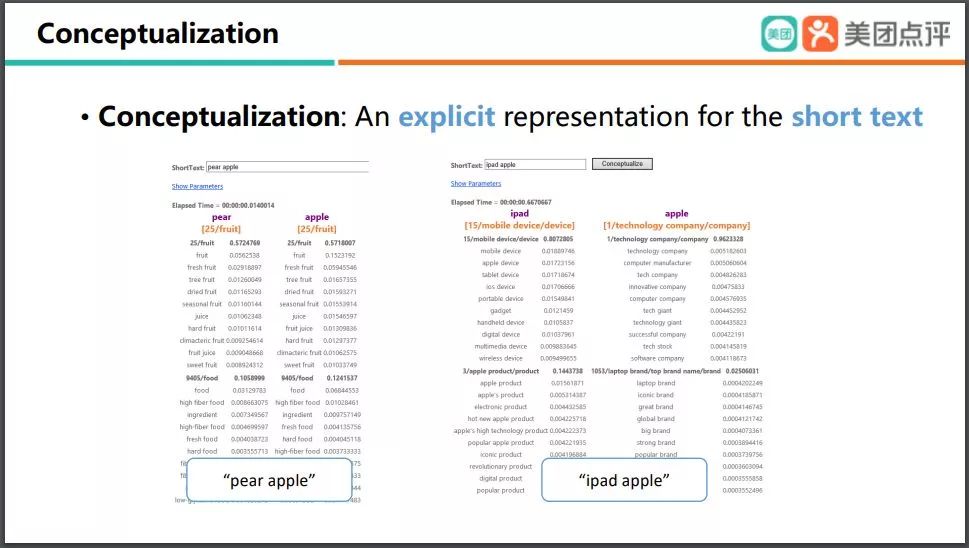 Conceptualization
美团
美团点评
• Conceptualization: An explicit representation for the short text
ShortText: pear apple
Show Parameters
Elapsed Time = 00:00:00.0140014
pear apple
[25/fruit] [25/fruit]
25/fruit 0.5724769 25/fruit 0.5718007
fruit 0.0562538 fruit 0.1523192
fresh fruit 0.02918897 fresh fruit 0.05945546
tree fruit 0.01260049 tree fruit 0.01657355
dried fruit 0.01165293 dried fruit 0.01593271
seasonal fruit 0.01160144 seasonal fruit 0.01553914
juice 0.01062348 juice 0.01546597
hard fruit 0.01011614 fruit juice 0.01309836
climacteric fruit 0.009254614 hard fruit 0.01297377
fruit juice 0.009048668 climacteric fruit 0.01062575
sweet fruit 0.008924312 sweet fruit 0.01033749
9405/food 0.1058999 9405/food 0.1241537
food 0.03129783 food 0.06844553
high fiber food 0.008663075 high fiber food 0.01028461
ingredient 0.007349567 ingredient 0.009757149
high-fiber food 0.004699597 fresh food 0.004135756
fresh food 0.004038723 hard food 0.004045118
hard food 0.003555713 high-fiber food 0.003733333
“pear apple”
ShortText: ipad apple Conceptualize
Show Parameters
Elapsed Time = 00:00:00.6670667
ipad apple
[15/mobile device/device] [1/technology company/company]
15/mobile device/device 0.8072805 1/technology company/company 0.9623328
mobile device 0.01889746 technology company 0.005182603
apple device 0.01723156 computer manufacturer 0.005060604
tablet device 0.01718674 tech company 0.004826283
ios device 0.01706666 innovative company 0.00475833
portable device 0.01549841 computer company 0.004576935
gadget 0.0121459 tech giant 0.004452952
handheld device 0.0105837 technology giant 0.004435823
digital device 0.01037961 successful company 0.00422191
multimedia device 0.009883645 tech stock 0.004145819
wireless device 0.009499655 software company 0.004118673
3/apple product/product 0.1443738 1053/laptop brand/top brand name/brand 0.02506031
apple product 0.01561871 laptop brand 0.0004202249
apple's product 0.005314387 iconic brand 0.0004185871
electronic product 0.004432585 great brand 0.0004146745
hot new apple product 0.004225718 global brand 0.0004121742
apple's high technology product 0.004222373 big brand 0.0004073361
popular apple product 0.004221935 strong brand 0.0003894416
iconic product 0.004196884 popular brand 0.0003739756
revolutionary product 0.0003603094
digital product 0.0003555858
popular product 0.0003552496
“ipad apple”